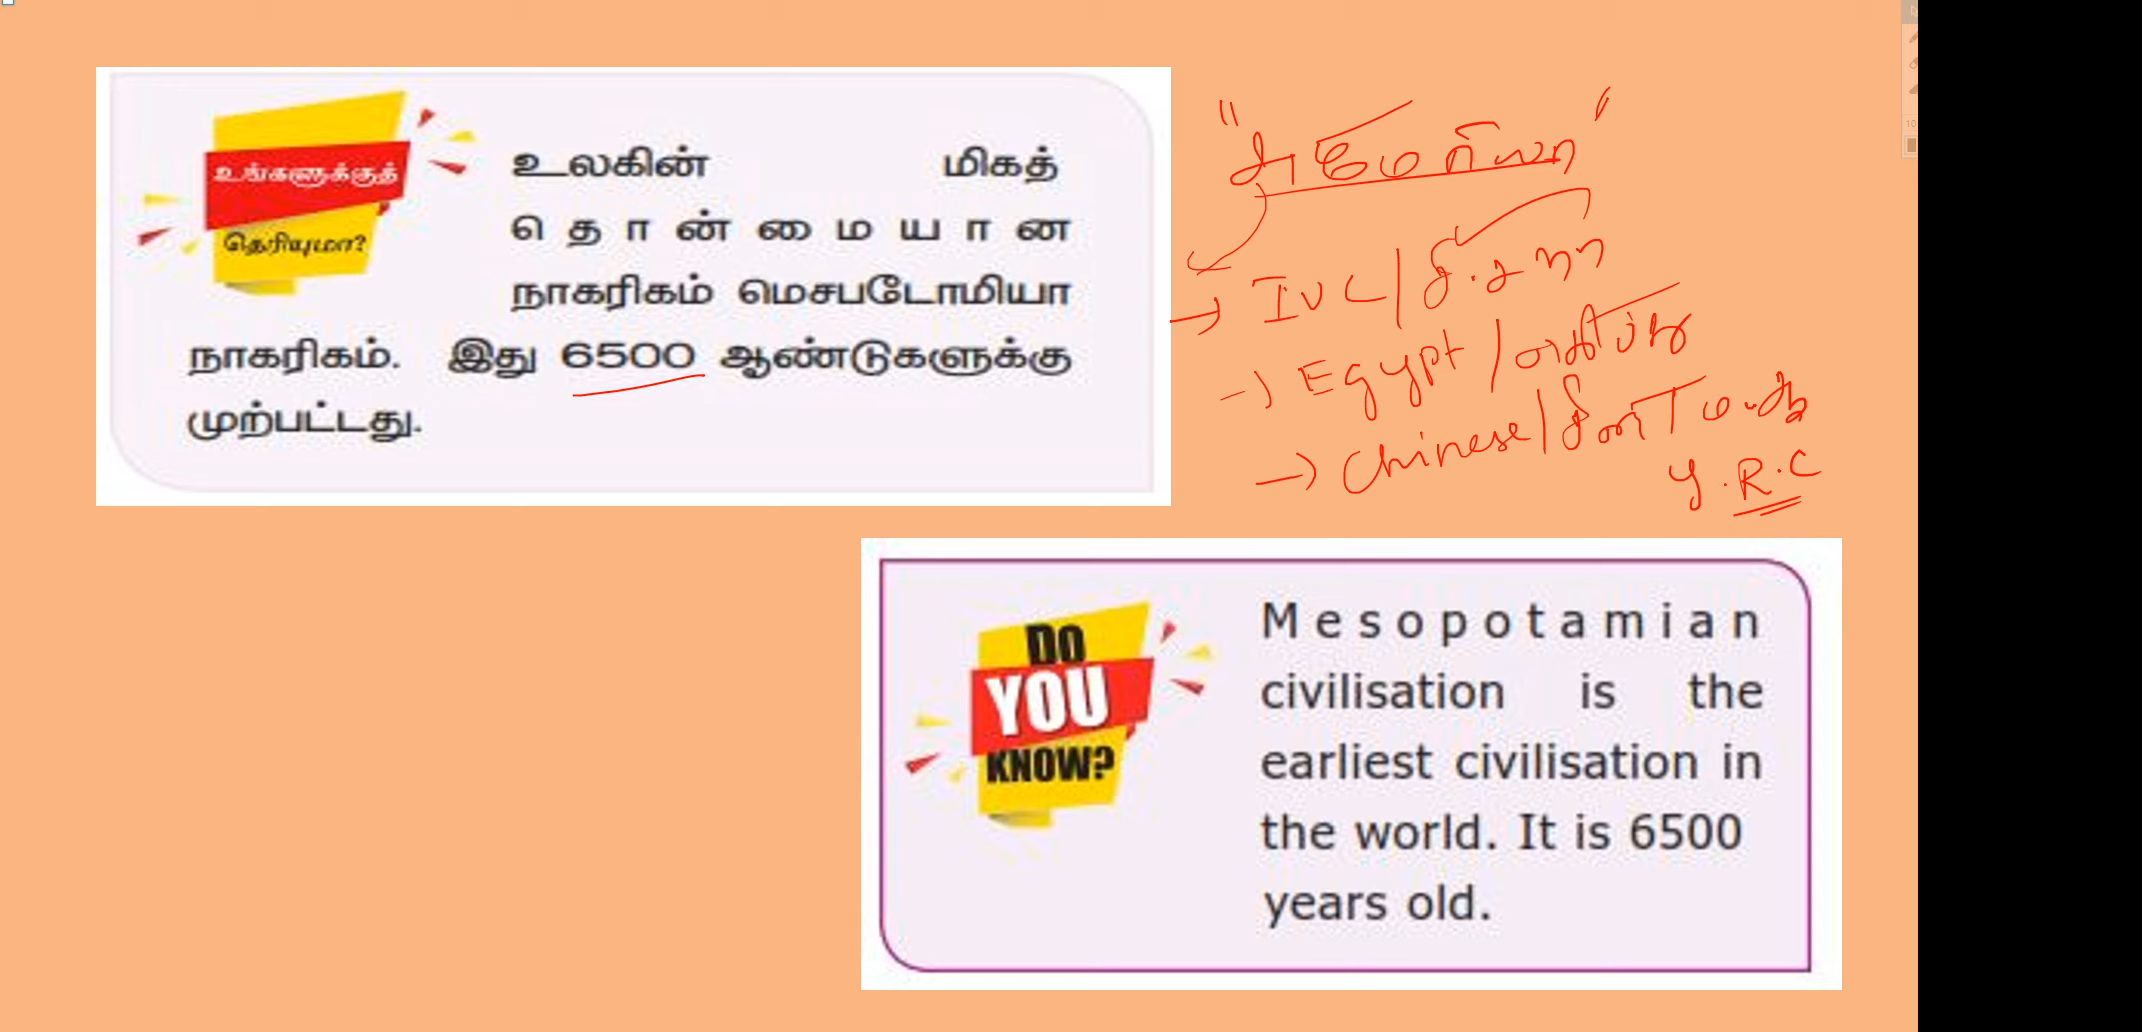 உங்களுக்குத்
தெரியுமா?
உலகின் மிகத்
தொன்மையான
நாகரிகம் மெசபடோமியா
நாகரிகம். இது 6500 ஆண்டுகளுக்கு
முற்பட்டது.
"சுமேரியா"
→ IVC /
→ Egypt / எகிப்து
→ Chinese / சீன
Y.R.C
DO
YOU
KNOW?
Mesopotamian
civilisation is the
earliest civilisation in
the world. It is 6500
years old.